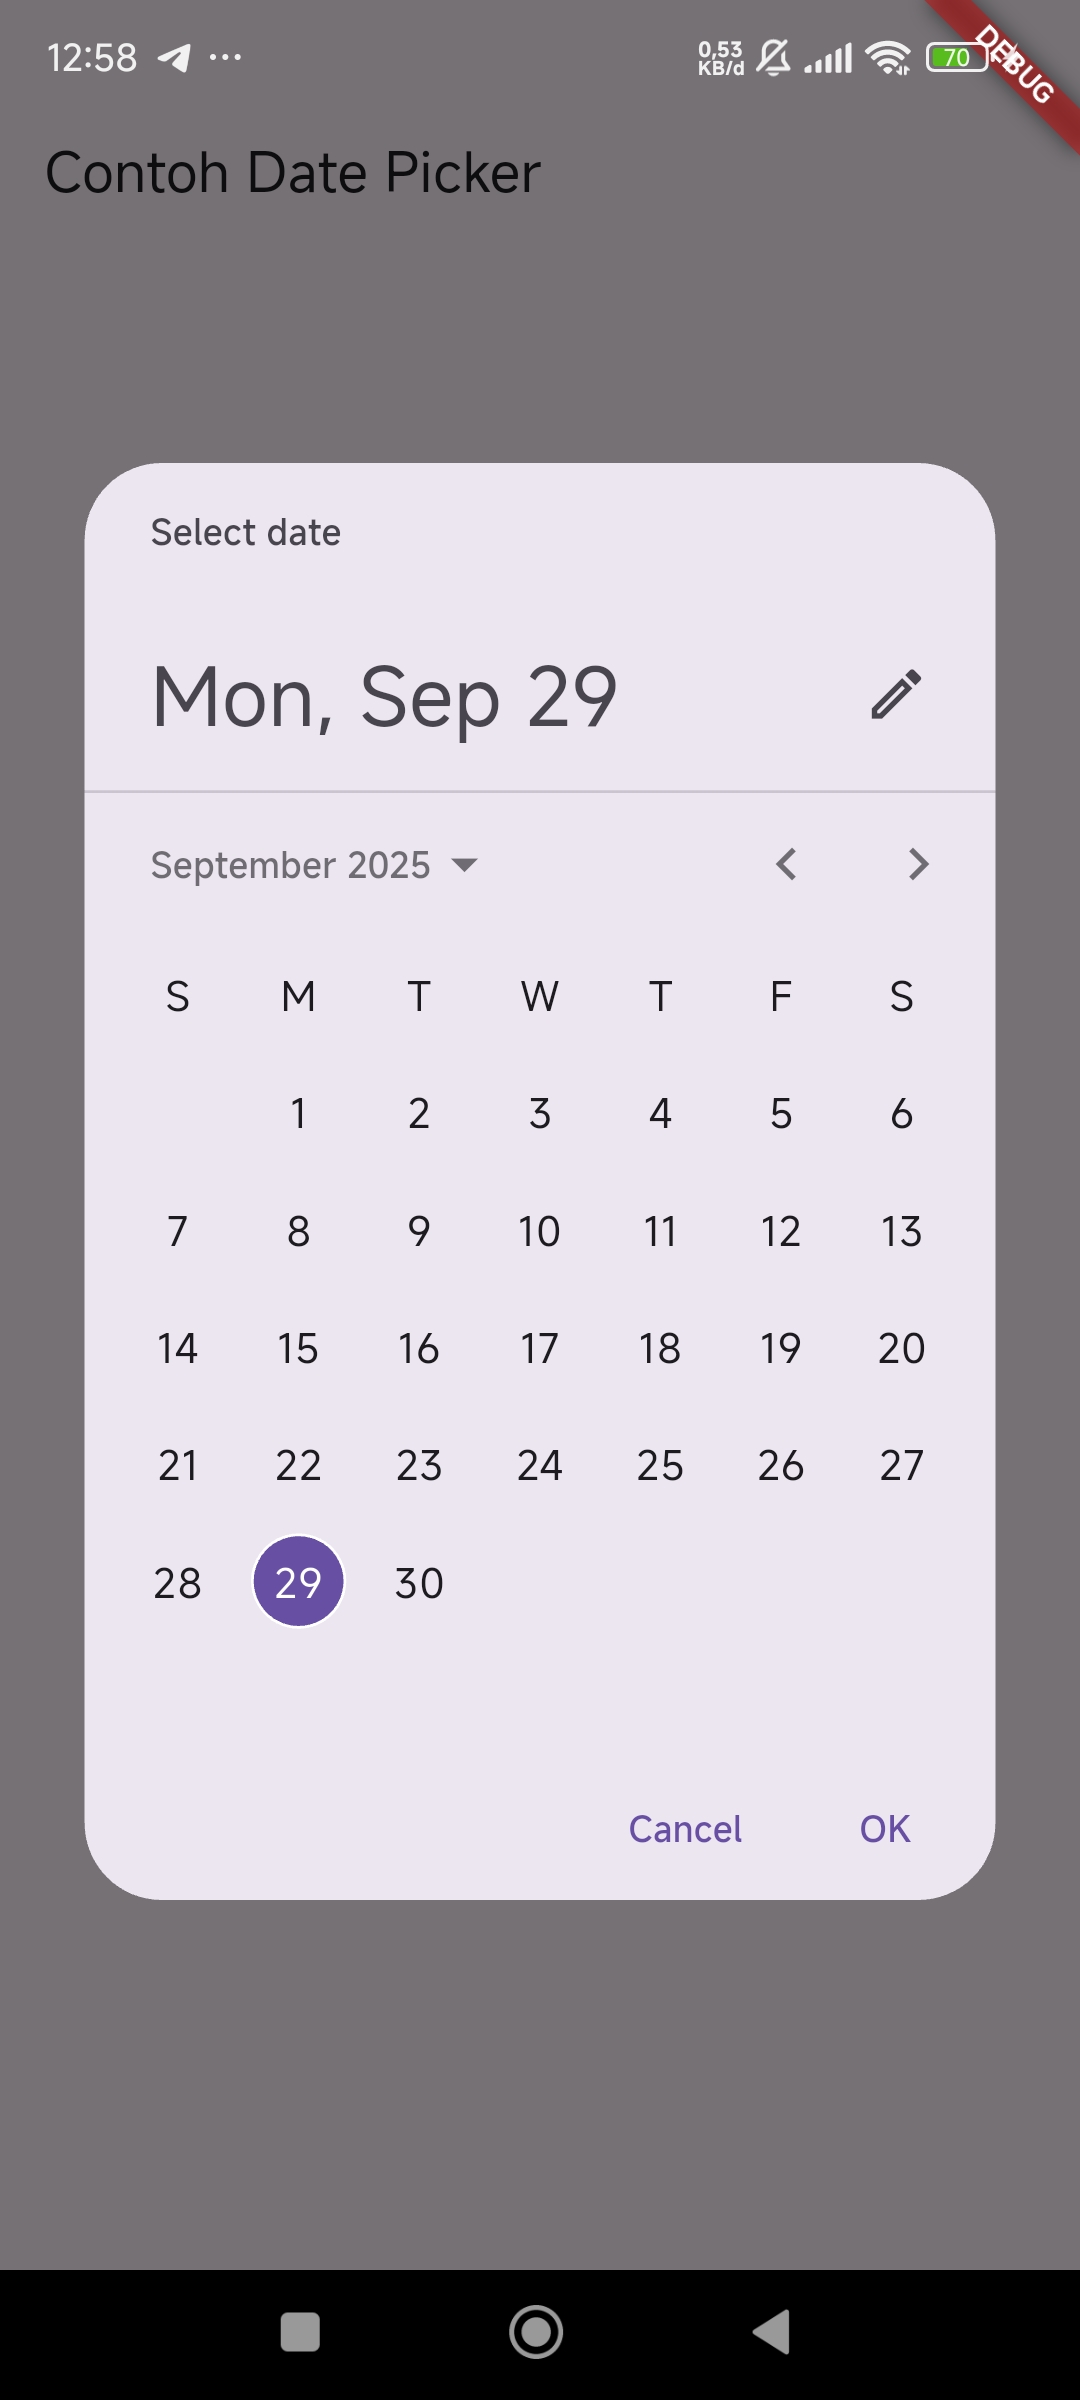 12:58 ... 0,53 KB/d 70 DEBUG
Contoh Date Picker
Select date
Mon, Sep 29
September 2025
S M T W T F S
1 2 3 4 5 6
7 8 9 10 11 12 13
14 15 16 17 18 19 20
21 22 23 24 25 26 27
28 29 30
Cancel OK